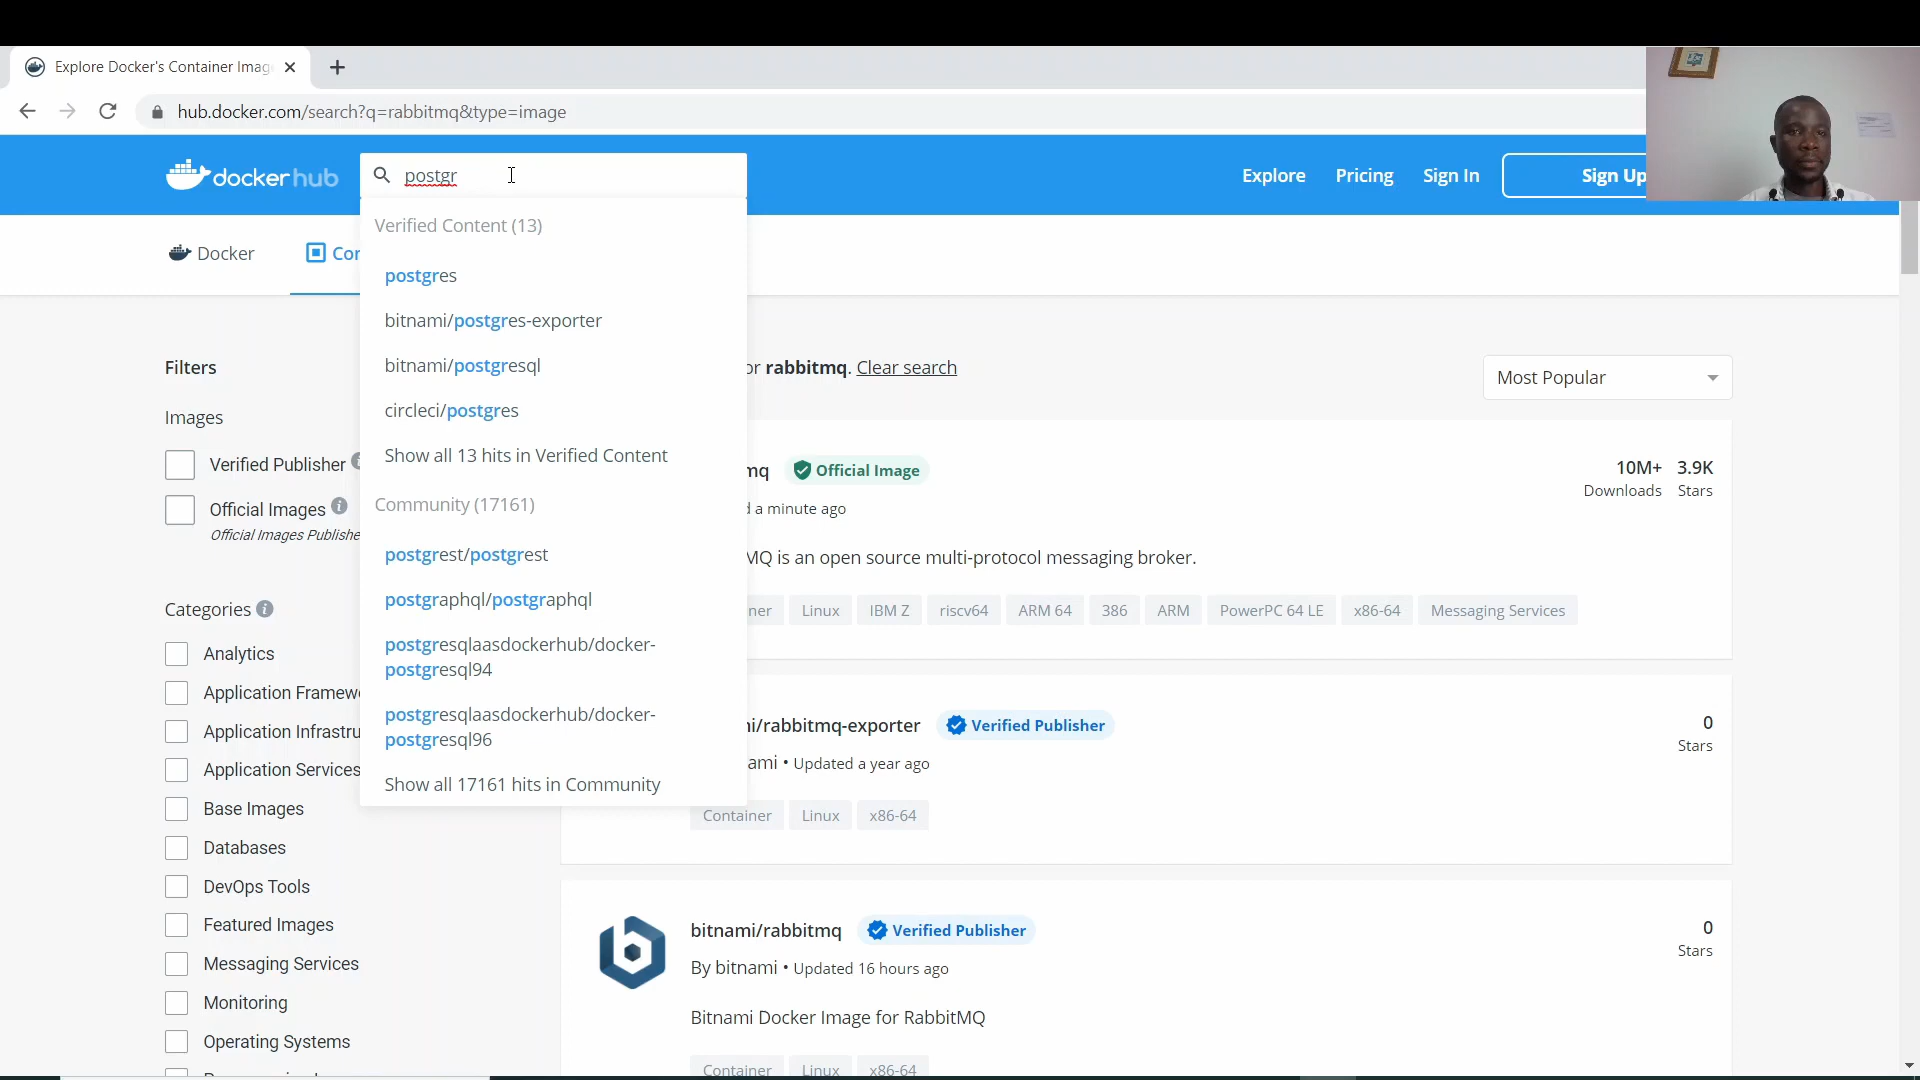 Explore Docker's Container Imag
hub.docker.com/search?q=rabbitmq&type=image
docker hub
postgr
Explore
Pricing
Sign In
Sign Up
Docker
Con
Verified Content (13)
postgres
bitnami/postgres-exporter
bitnami/postgresql
circleci/postgres
Show all 13 hits in Verified Content
Community (17161)
postgrest/postgrest
postgraphql/postgraphql
postgresqlaasdockerhub/docker-
postgresql94
postgresqlaasdockerhub/docker-
postgresql96
Show all 17161 hits in Community
Filters
Images
Verified Publisher
Official Images
Official Images Publishe
Categories
Analytics
Application Framew
Application Infrastru
Application Services
Base Images
Databases
DevOps Tools
Featured Images
Messaging Services
Monitoring
Operating Systems
or rabbitmq. Clear search
Most Popular
mq Official Image
10M+ 3.9K
Downloads Stars
d a minute ago
MQ is an open source multi-protocol messaging broker.
ner Linux IBM Z riscv64 ARM 64 386 ARM PowerPC 64 LE x86-64 Messaging Services
i/rabbitmq-exporter Verified Publisher
0
Stars
ami • Updated a year ago
Container Linux x86-64
bitnami/rabbitmq Verified Publisher
0
Stars
By bitnami • Updated 16 hours ago
Bitnami Docker Image for RabbitMQ
Container Linux x86-64